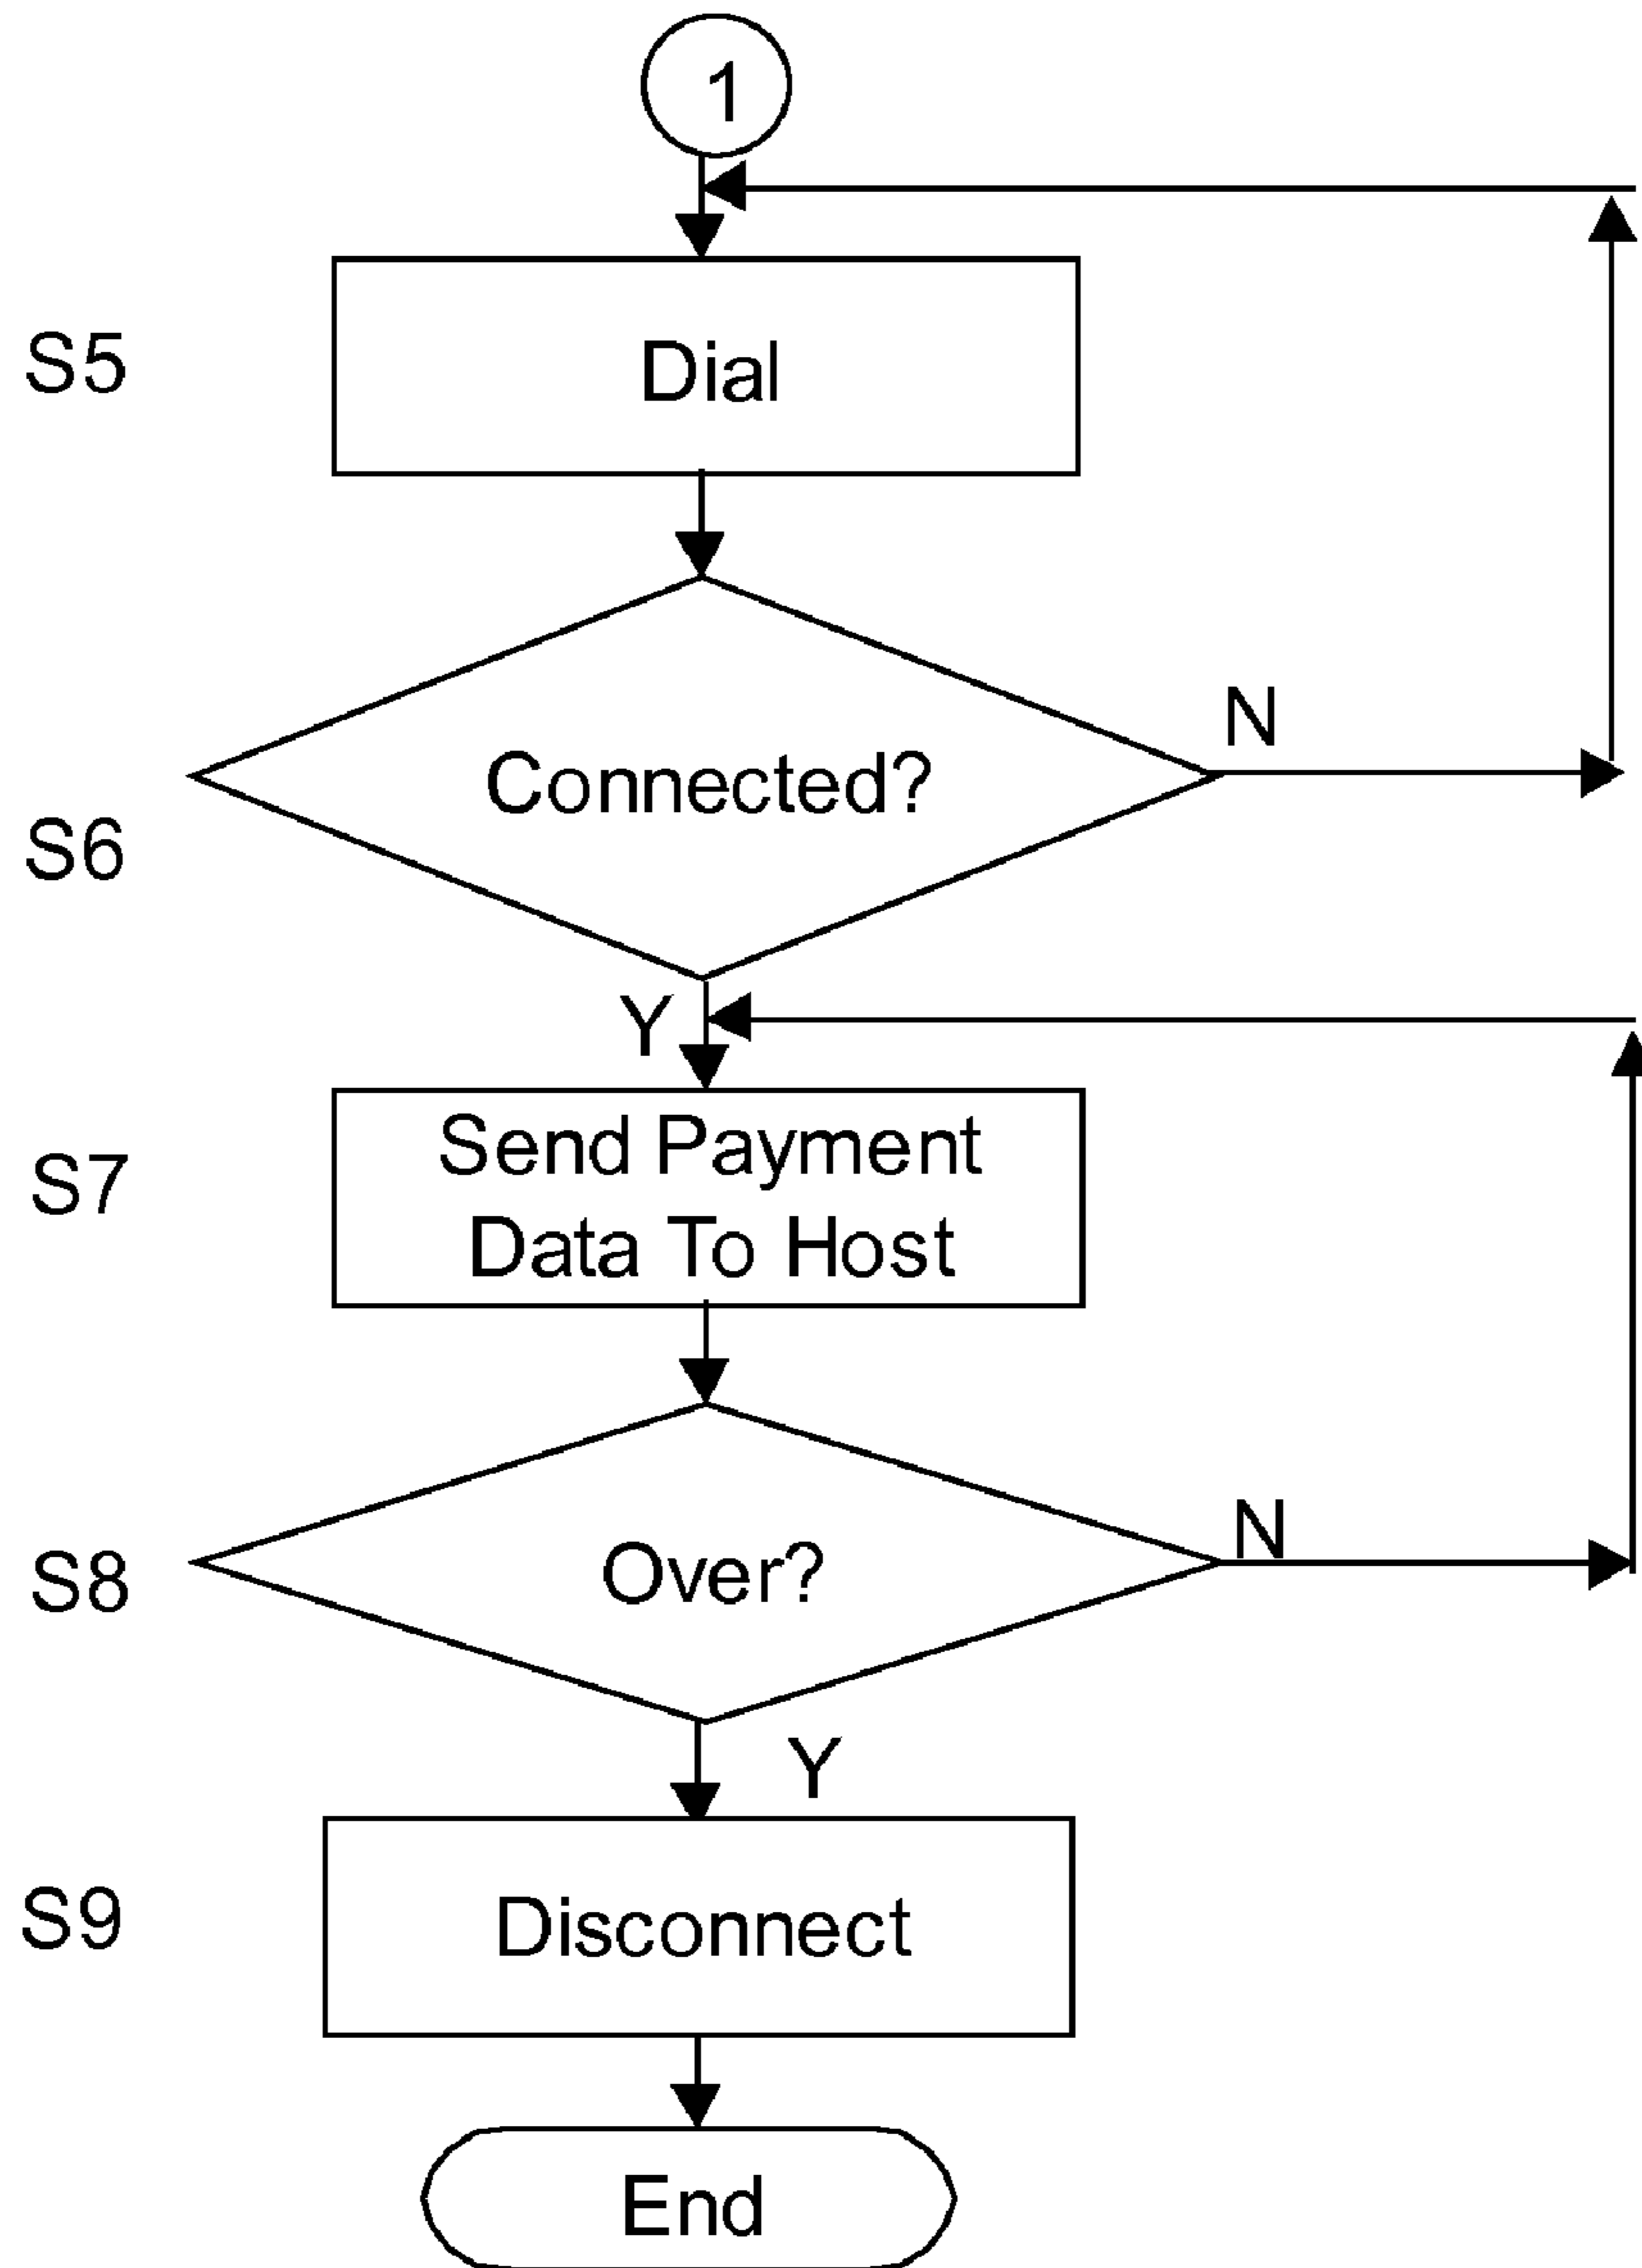 1
S5
Dial
N
Connected?
S6
Y
Send Payment
S7
Data To Host
N
Over?
S8
Y
S9
Disconnect
End